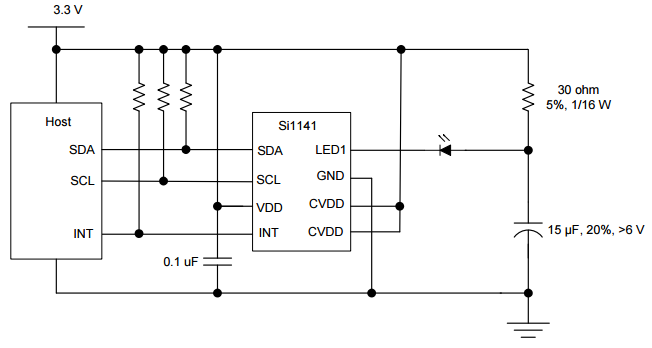 3.3 V
30 ohm
5%, 1/16 W
Host
Si1141
SDA
SDA
LED1
SCL
SCL
GND
VDD
CVDD
INT
INT
CVDD
15 µF, 20%, >6 V
0.1 uF